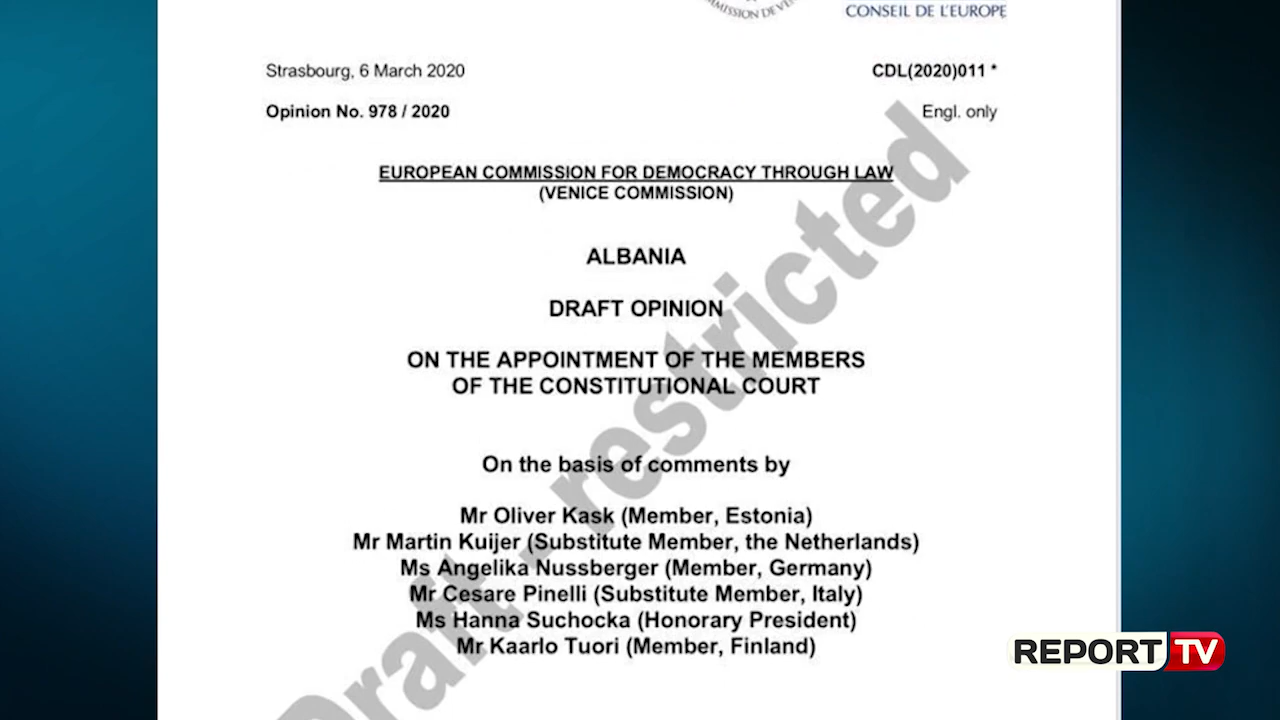 CONSEIL DE L'EUROPE
Strasbourg, 6 March 2020
CDL(2020)011 *
Opinion No. 978 / 2020
Engl. only
EUROPEAN COMMISSION FOR DEMOCRACY THROUGH LAW
(VENICE COMMISSION)
ALBANIA
DRAFT OPINION
ON THE APPOINTMENT OF THE MEMBERS
OF THE CONSTITUTIONAL COURT
On the basis of comments by
Mr Oliver Kask (Member, Estonia)
Mr Martin Kuijer (Substitute Member, the Netherlands)
Ms Angelika Nussberger (Member, Germany)
Mr Cesare Pinelli (Substitute Member, Italy)
Ms Hanna Suchocka (Honorary President)
Mr Kaarlo Tuori (Member, Finland)
Draft - restricted
REPORT TV